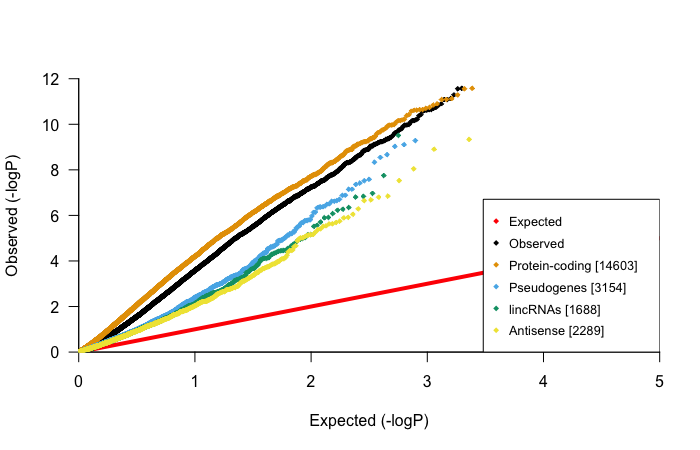 12
10
8
6
4
2
0
Observed (-logP)
0 1 2 3 4 5
Expected (-logP)
Expected
Observed
Protein-coding [14603]
Pseudogenes [3154]
lincRNAs [1688]
Antisense [2289]